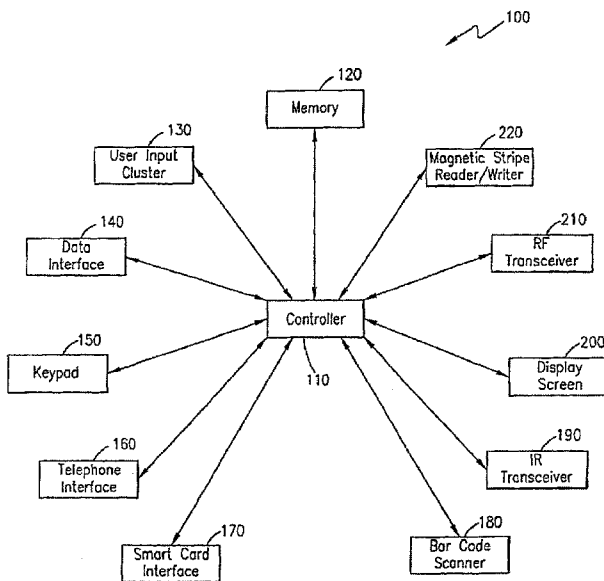 100
120
Memory
130
User Input
Cluster
220
Magnetic Stripe
Reader/Writer
140
Data
Interface
210
RF
Transceiver
Controller
110
150
Keypad
200
Display
Screen
160
Telephone
Interface
190
IR
Transceiver
170
Smart Card
Interface
180
Bar Code
Scanner